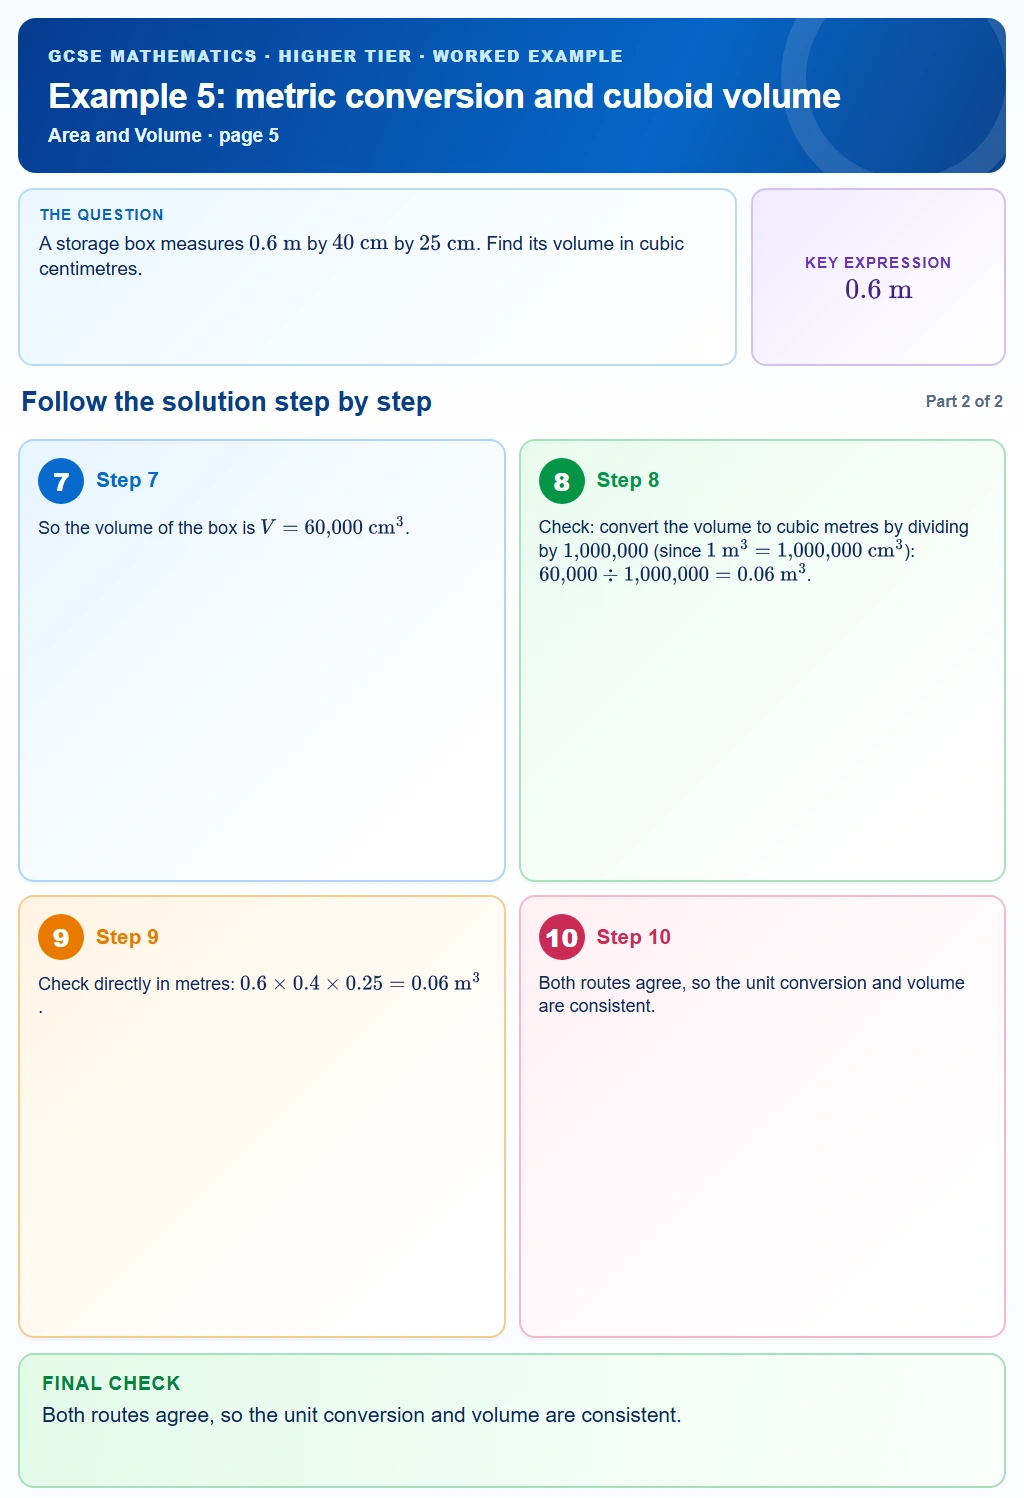 GCSE MATHEMATICS · HIGHER TIER · WORKED EXAMPLE
Example 5: metric conversion and cuboid volume
Area and Volume · page 5
THE QUESTION
A storage box measures 0.6 m by 40 cm by 25 cm. Find its volume in cubic
centimetres.
KEY EXPRESSION
0.6 m
Follow the solution step by step
Part 2 of 2
7 Step 7
So the volume of the box is V = 60,000 cm³.
8 Step 8
Check: convert the volume to cubic metres by dividing
by 1,000,000 (since 1 m³ = 1,000,000 cm³):
60,000 ÷ 1,000,000 = 0.06 m³.
9 Step 9
Check directly in metres: 0.6 × 0.4 × 0.25 = 0.06 m³
.
10 Step 10
Both routes agree, so the unit conversion and volume
are consistent.
FINAL CHECK
Both routes agree, so the unit conversion and volume are consistent.